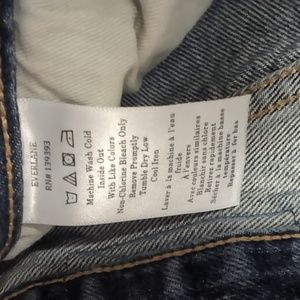 EVERLANE
RN# 139393
Machine Wash Cold
Inside Out
With Like Colors
Non-Chlorine Bleach Only
Remove Promptly
Tumble Dry Low
Cool Iron
Laver à la machine à l'eau
froide
À l'envers
Avec couleurs similaires
Blanchir sans chlore
Retirez rapidement
Sécher à la machine basse
température
Repasser à fer bas